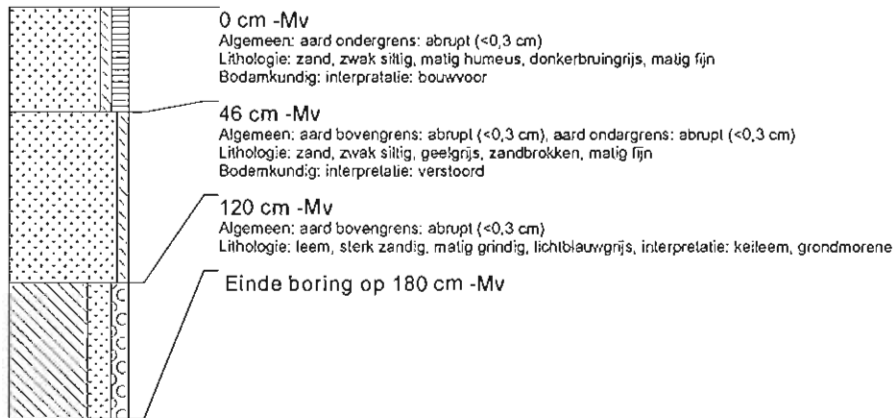 0 cm -Mv
Algemeen: aard ondergrens: abrupt (<0,3 cm)
Lithologie: zand, zwak siltig, matig humeus, donkerbruingrijs, matig fijn
Bodamkundig: interpratatie: bouwvoor
46 cm -Mv
Algemeen: aard bovengrens: abrupt (<0,3 cm), aard ondargrens: abrupt (<0,3 cm)
Lithologie: zand, zwak siltig, geelgrijs, zandbrokken, matig fijn
Bodemkundig: interpretatie: verstoord
120 cm -Mv
Algemeen: aard bovengrens: abrupt (<0,3 cm)
Lithologie: leem, sterk zandig, matig grindig, lichtblauwgrijs, interpretatie: keileem, grondmorene
Einde boring op 180 cm -Mv